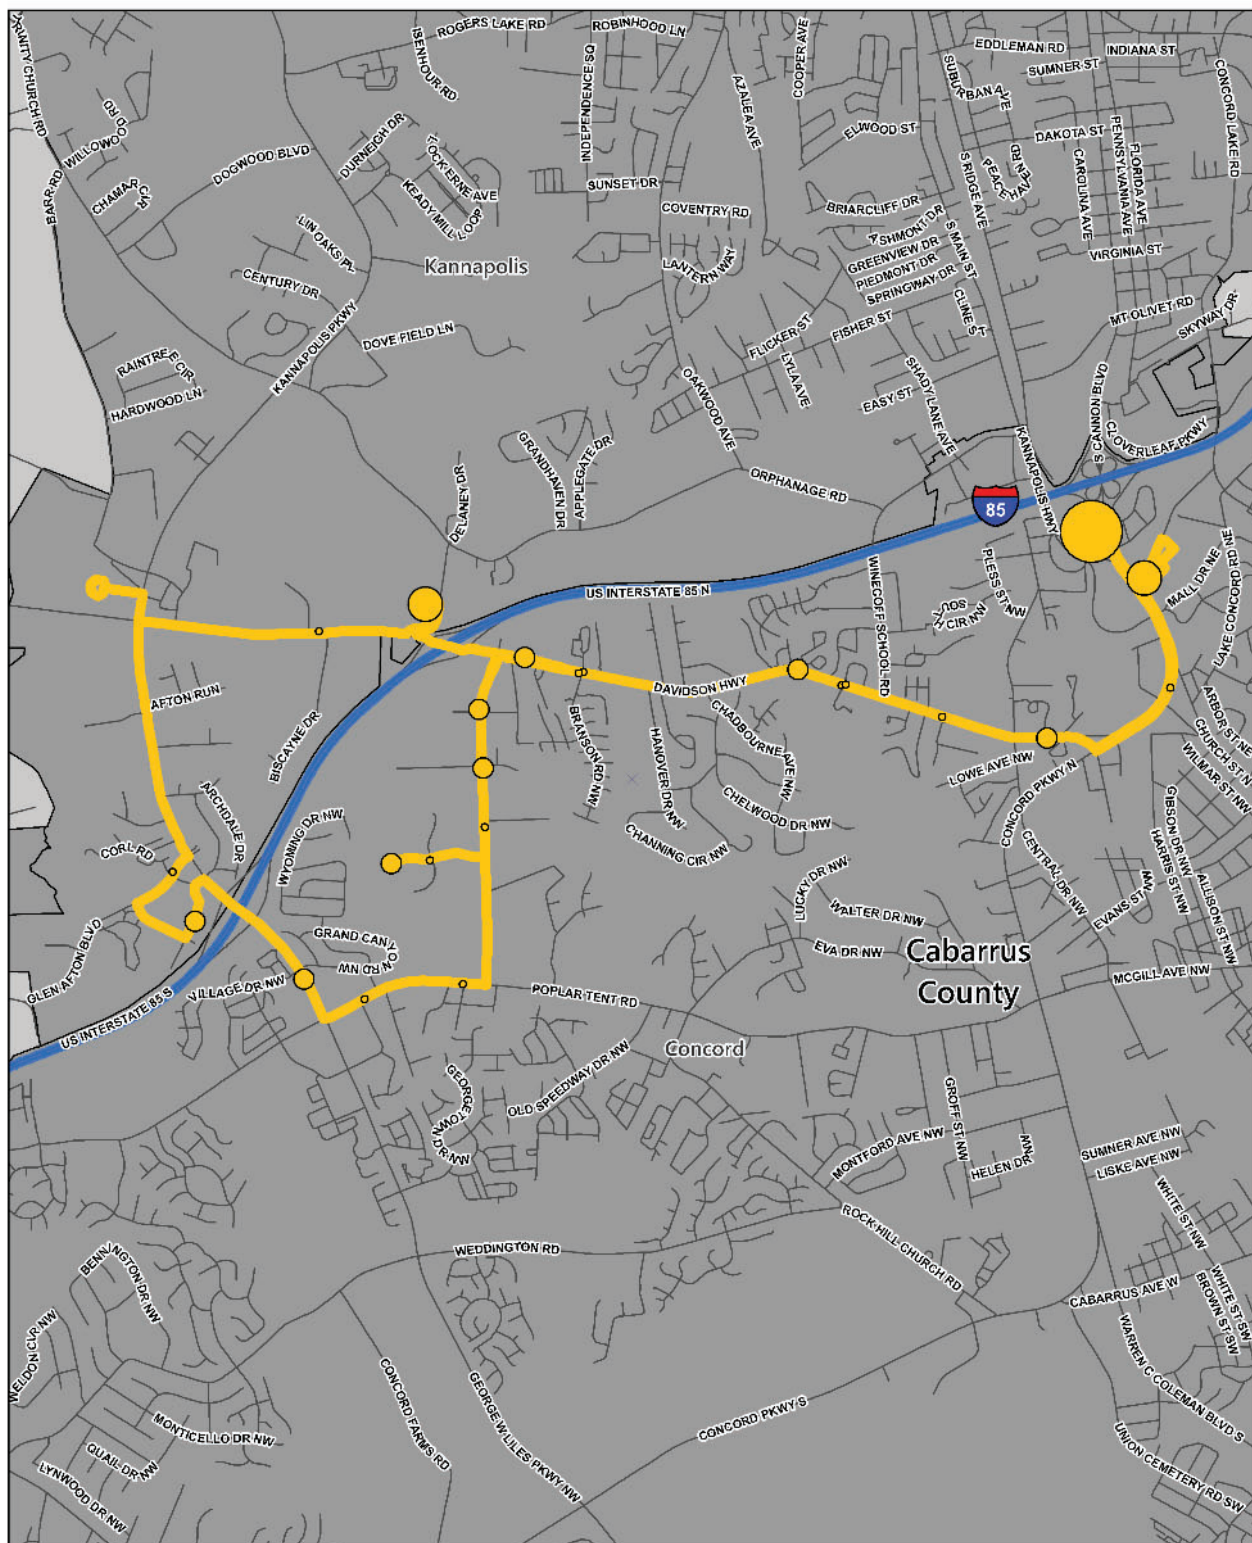 TRINITY CHURCH RD
ROGERS LAKE RD
ROBINHOOD LN
ISENHOUR RD
INDEPENDENCE SQ
AZALEA AVE
COOPER AVE
EDDLEMAN RD
INDIANA ST
SUMNER ST
SUBURBAN AVE
CONCORD LAKE RD
ELWOOD ST
DAKOTA ST
PENNSYLVANIA AVE
FLORIDA AVE
CAROLINA AVE
S RIDGE AVE
PEACE HAVEN RD
WILLOWOOD RD
BARR RD
CHAMAR CIR
DOGWOOD BLVD
DURNEIGH DR
ROCK ERNE AVE
KEADY MILL LOOP
SUNSET DR
COVENTRY RD
BRIARCLIFF DR
ASHMONT DR
GREENVIEW DR
PIEDMONT DR
SPRINGWAY DR
S MAIN ST
VIRGINIA ST
LIN OAKS PL
Kannapolis
LANTERN WAY
CENTURY DR
CLINE ST
MT OLIVET RD
SKYWAY DR
DOVE FIELD LN
FLICKER ST
FISHER ST
LYLA AVE
RAINTREE CIR
HARDWOOD LN
KANNAPOLIS PKWY
OAKWOOD AVE
EASY ST
SHADY LANE AVE
S CANNON BLVD
CLOVERLEAF PKWY
KANNAPOLIS HWY
GRANDHAVEN DR
APPLEGATE DR
DELANEY DR
ORPHANAGE RD
85
US INTERSTATE 85 N
WINECOFF SCHOOL RD
PLESS ST NW
SOUTH CIR NW
MALL DR NE
LAKE CONCORD RD NE
AFTON RUN
BISCAYNE DR
DAVIDSON HWY
BRANSON RD NW
HANOVER DR NW
CHADBOURNE AVE NW
CHELWOOD DR NW
CHANNING CIR NW
LOWE AVE NW
CONCORD PKWY N
ARBOR ST NE
CHURCH ST N
WILMAR ST NW
GIBSON DR NW
HARRIS ST NW
ALLISON ST NW
CENTRAL DR NW
EVANS ST NW
ARCHDALE DR
WYOMING DR NW
CORL RD
GLEN AFTON BLVD
GRAND CANYON RD NW
VILLAGE DR NW
US INTERSTATE 85 S
LUCKY DR NW
WALTER DR NW
EVA DR NW
Cabarrus
County
MCGILL AVE NW
POPLAR TENT RD
Concord
GEORGETOWN DR NW
OLD SPEEDWAY DR NW
GROFF ST NW
MONTFORD AVE NW
HELEN DR NW
SUMNER AVE NW
LISKE AVE NW
WHITE ST NW
ROCK HILL CHURCH RD
WEDDINGTON RD
BENNINGTON DR NW
WELDON CIR NW
CABARRUS AVE W
WHITE ST SW
BROWN ST SW
WARREN C COLEMAN BLVD S
CONCORD FARMS RD
GEORGE W LILES PKWY NW
CONCORD PKWY S
MONTICELLO DR NW
QUAIL DR NW
LYNWOOD DR NW
UNION CEMETERY RD SW